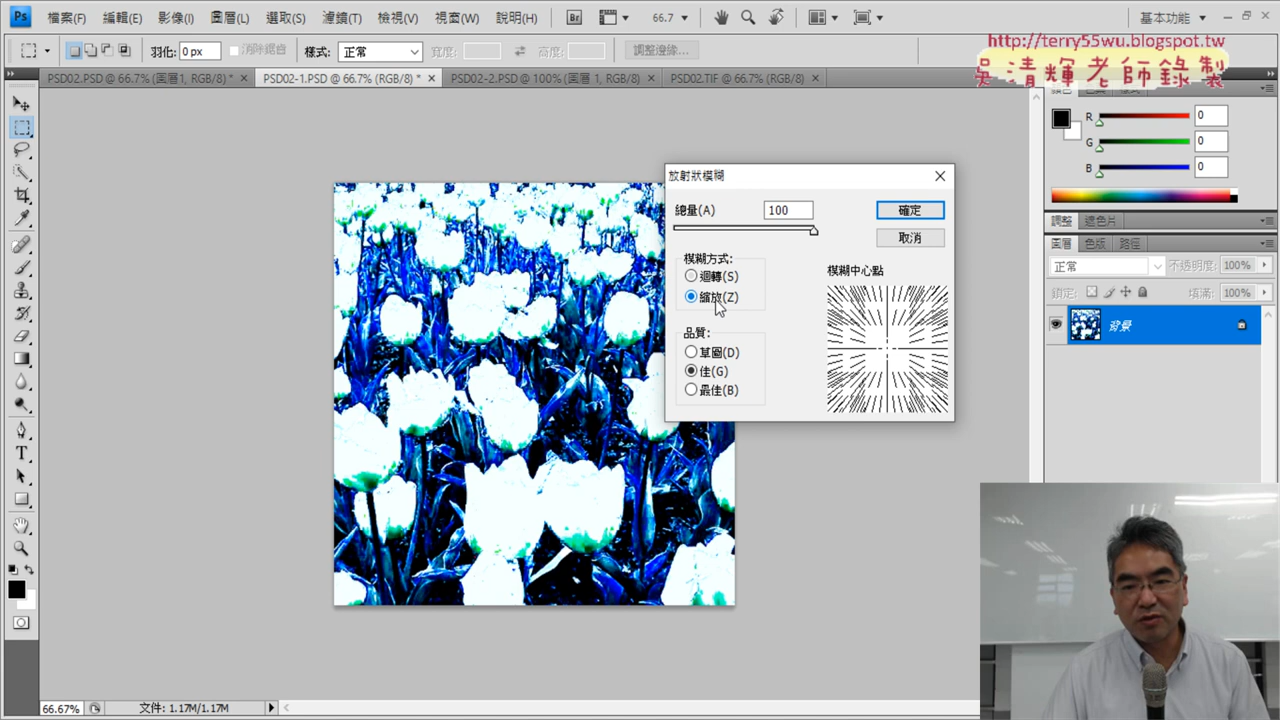 Ps 檔案(F) 編輯(E) 影像(I) 圖層(L) 選取(S) 濾鏡(T) 檢視(V) 視窗(W) 說明(H) Br 66.7 基本功能
羽化: 0 px 消除鋸齒 樣式: 正常 寬度: 高度: 調整邊緣...
http://terry55wu.blogspot.tw
吳清輝老師錄製
PSD02.PSD @ 66.7% (圖層 1, RGB/8) * PSD02-1.PSD @ 66.7% (RGB/8) * PSD02-2.PSD @ 100% (圖層 1, RGB/8) PSD02.TIF @ 66.7% (RGB/8)
R 0
G 0
B 0
調整 遮色片
圖層 色版 路徑
正常 不透明度: 100%
鎖定: 填滿: 100%
背景
放射狀模糊
總量(A) 100 確定
取消
模糊方式:
迴轉(S)
縮放(Z)
模糊中心點
品質:
草圖(D)
佳(G)
最佳(B)
T
66.67% 文件: 1.17M/1.17M